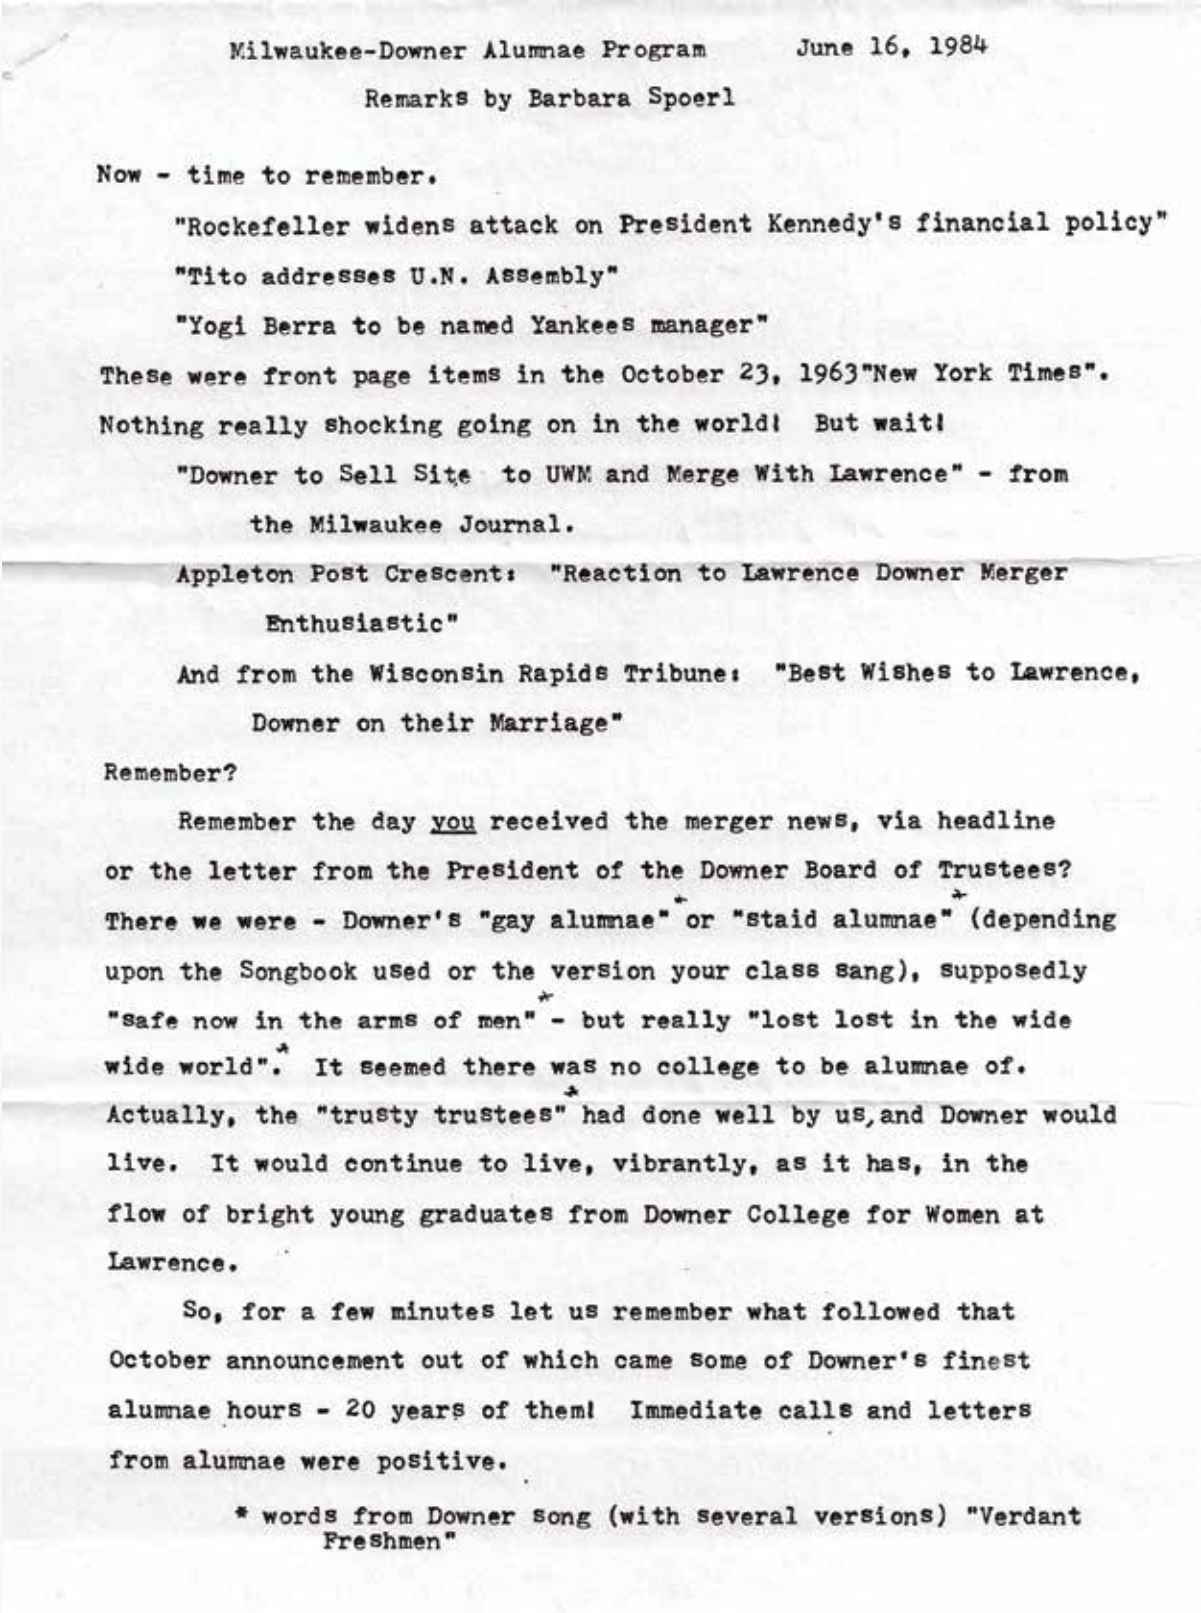 Milwaukee-Downer Alumnae Program June 16, 1984
Remarks by Barbara Spoerl
Now - time to remember.
"Rockefeller widens attack on President Kennedy's financial policy"
"Tito addresses U.N. Assembly"
"Yogi Berra to be named Yankees manager"
These were front page items in the October 23, 1963"New York Times".
Nothing really shocking going on in the world! But wait!
"Downer to Sell Site to UWM and Merge With Lawrence" - from
the Milwaukee Journal.
Appleton Post Crescent: "Reaction to Lawrence Downer Merger
Enthusiastic"
And from the Wisconsin Rapids Tribune: "Best Wishes to Lawrence,
Downer on their Marriage"
Remember?
Remember the day you received the merger news, via headline
or the letter from the President of the Downer Board of Trustees?
There we were - Downer's "gay alumnae"* or "staid alumnae"* (depending
upon the Songbook used or the version your class sang), supposedly
"safe now in the arms of men"* - but really "lost lost in the wide
wide world".* It seemed there was no college to be alumnae of.
Actually, the "trusty trustees"* had done well by us, and Downer would
live. It would continue to live, vibrantly, as it has, in the
flow of bright young graduates from Downer College for Women at
Lawrence.
So, for a few minutes let us remember what followed that
October announcement out of which came some of Downer's finest
alumnae hours - 20 years of them! Immediate calls and letters
from alumnae were positive.
* words from Downer song (with several versions) "Verdant
Freshmen"